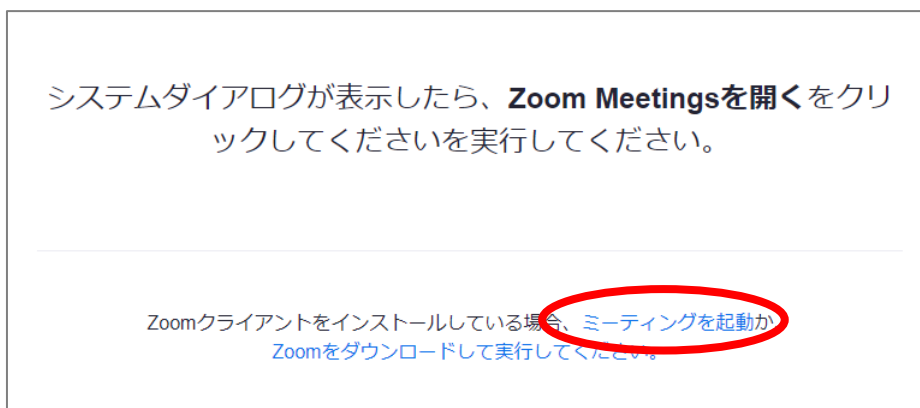 システムダイアログが表示したら、Zoom Meetingsを開くをクリ
ックしてくださいを実行してください。
Zoomクライアントをインストールしている場合、ミーティングを起動か
Zoomをダウンロードして実行してください。